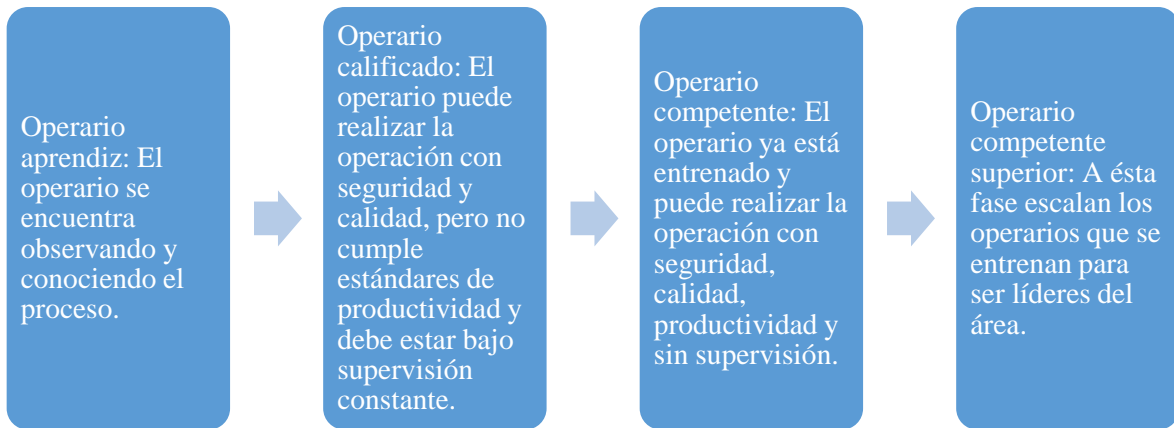 Operario
aprendiz: El
operario se
encuentra
observando y
conociendo el
proceso.
Operario
calificado: El
operario puede
realizar la
operación con
seguridad y
calidad, pero no
cumple
estándares de
productividad y
debe estar bajo
supervisión
constante.
Operario
competente: El
operario ya está
entrenado y
puede realizar la
operación con
seguridad,
calidad,
productividad y
sin supervisión.
Operario
competente
superior: A ésta
fase escalan los
operarios que se
entrenan para
ser líderes del
área.